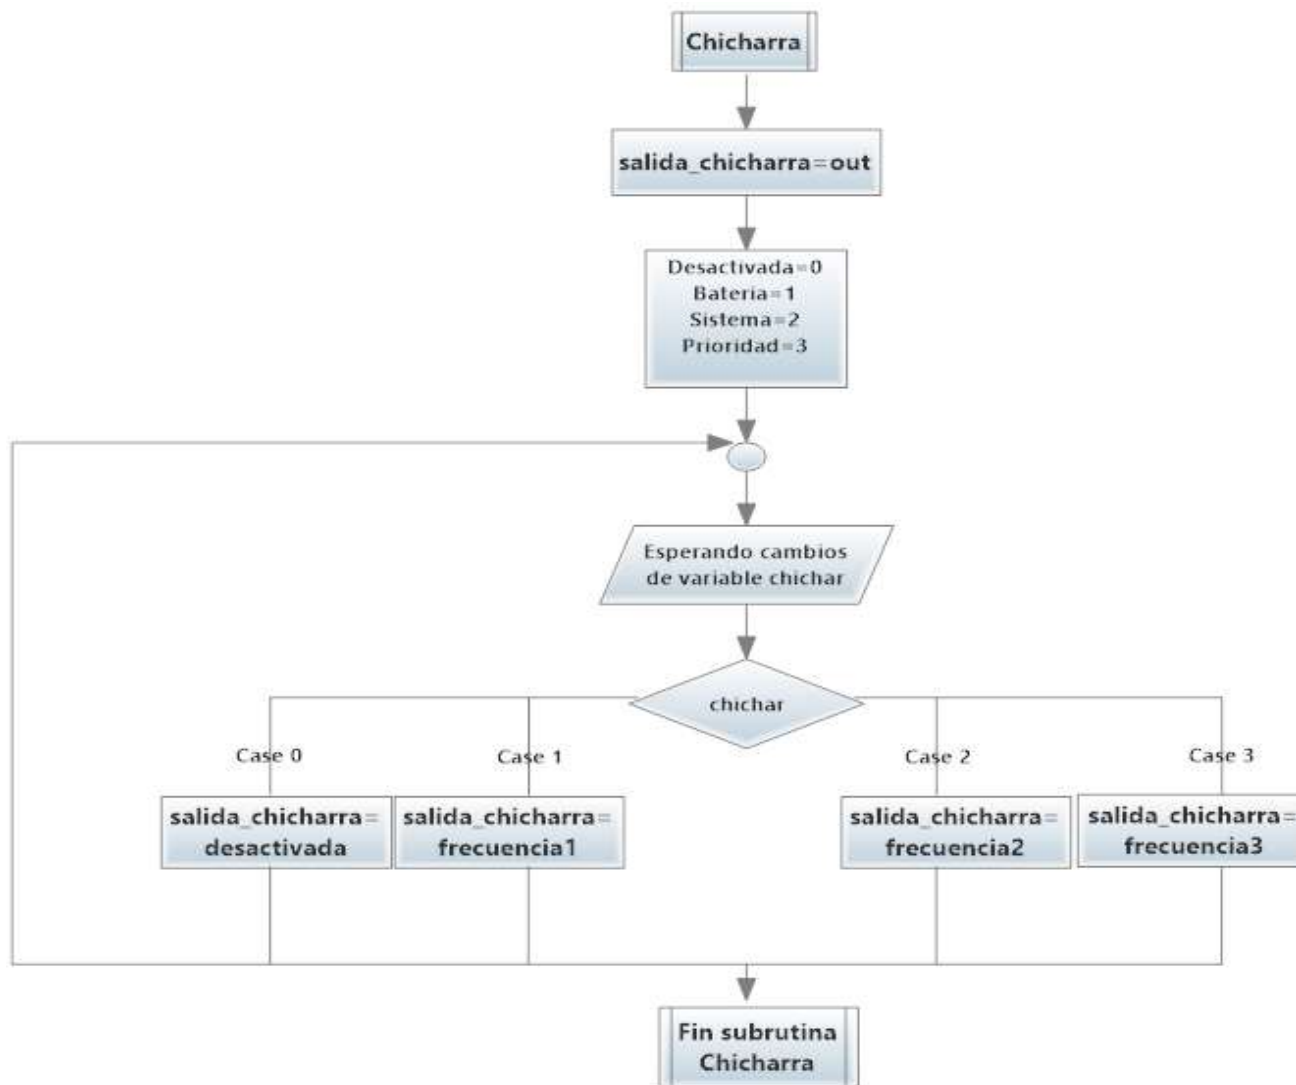 Chicharra
salida_chicharra=out
Desactivada=0
Bateria=1
Sistema=2
Prioridad=3
Esperando cambios
de variable chichar
chichar
Case 0
Case 1
Case 2
Case 3
salida_chicharra=
desactivada
salida_chicharra=
frecuencia1
salida_chicharra=
frecuencia2
salida_chicharra=
frecuencia3
Fin subrutina
Chicharra